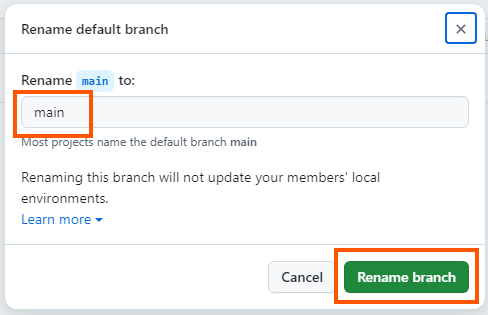 Rename default branch
Rename main to:
main
Most projects name the default branch main
Renaming this branch will not update your members' local
environments.
Learn more
Cancel
Rename branch